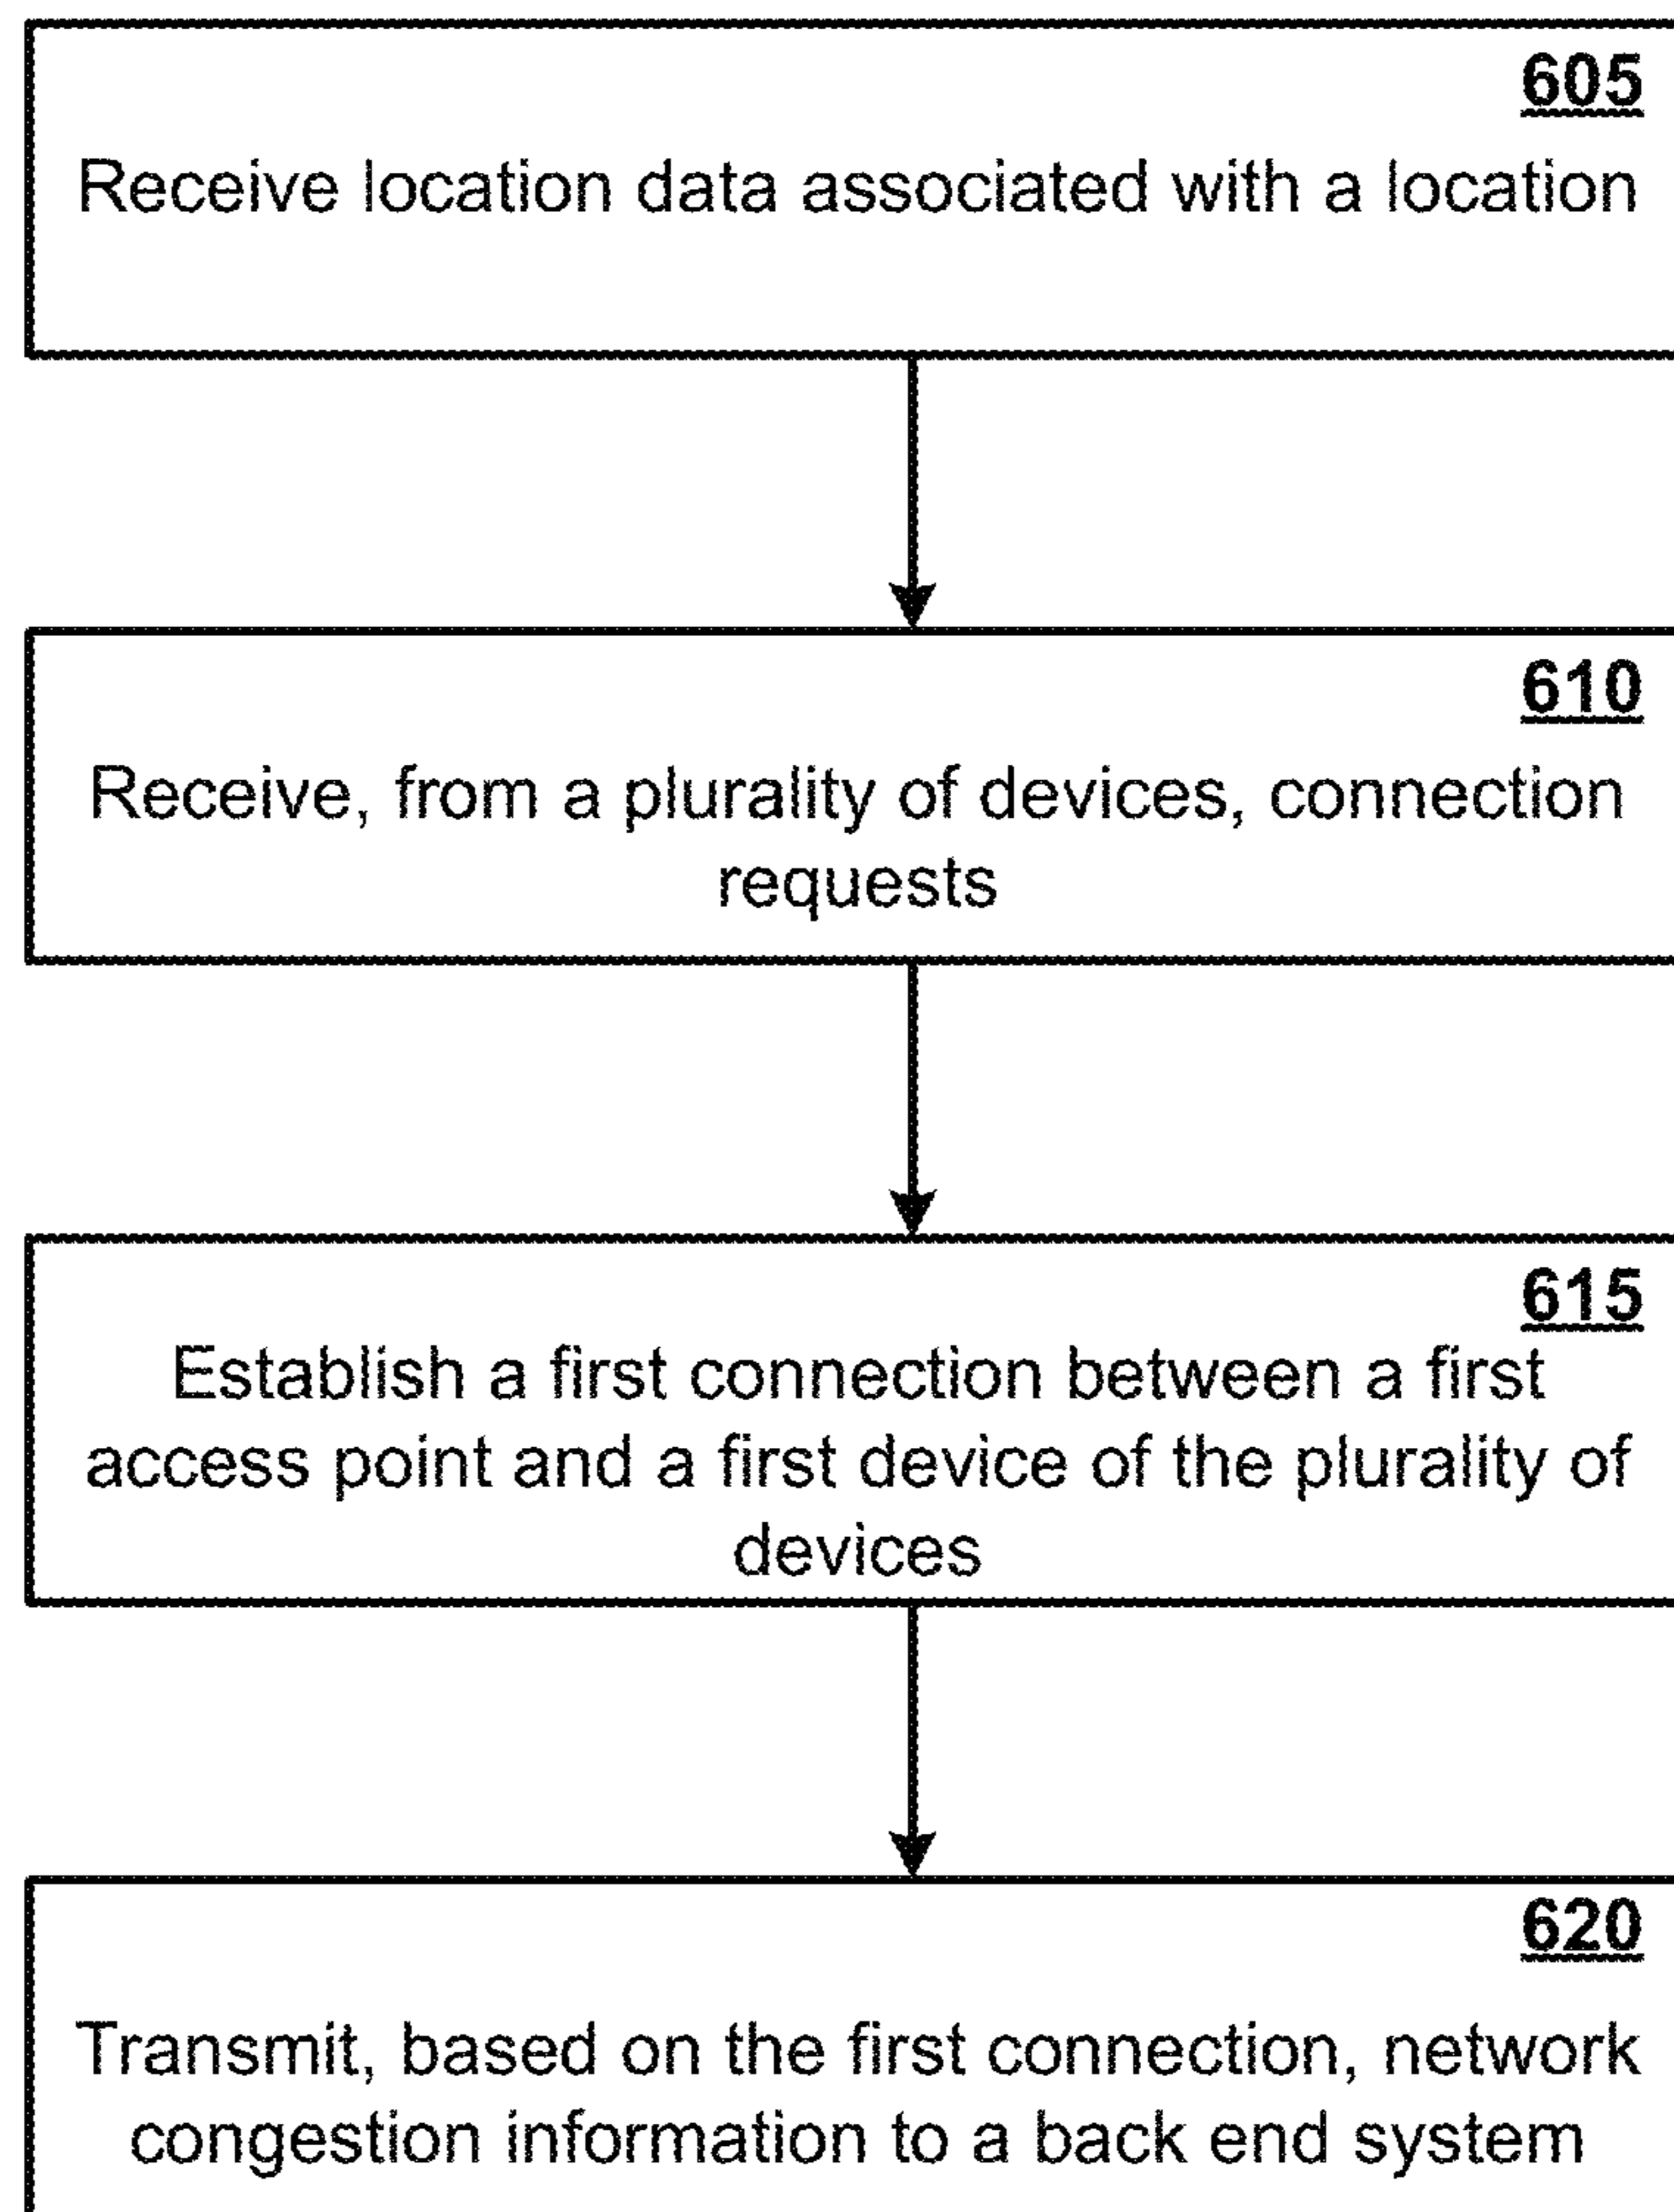 605
Receive location data associated with a location
610
Receive, from a plurality of devices, connection
requests
615
Establish a first connection between a first
access point and a first device of the plurality of
devices
620
Transmit, based on the first connection, network
congestion information to a back end system